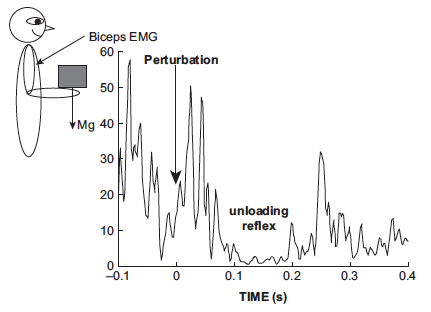 Biceps EMG
Mg
Perturbation
60
50
40
30
20
10
0
unloading
reflex
–0.1
0
0.1
0.2
0.3
0.4
TIME (s)